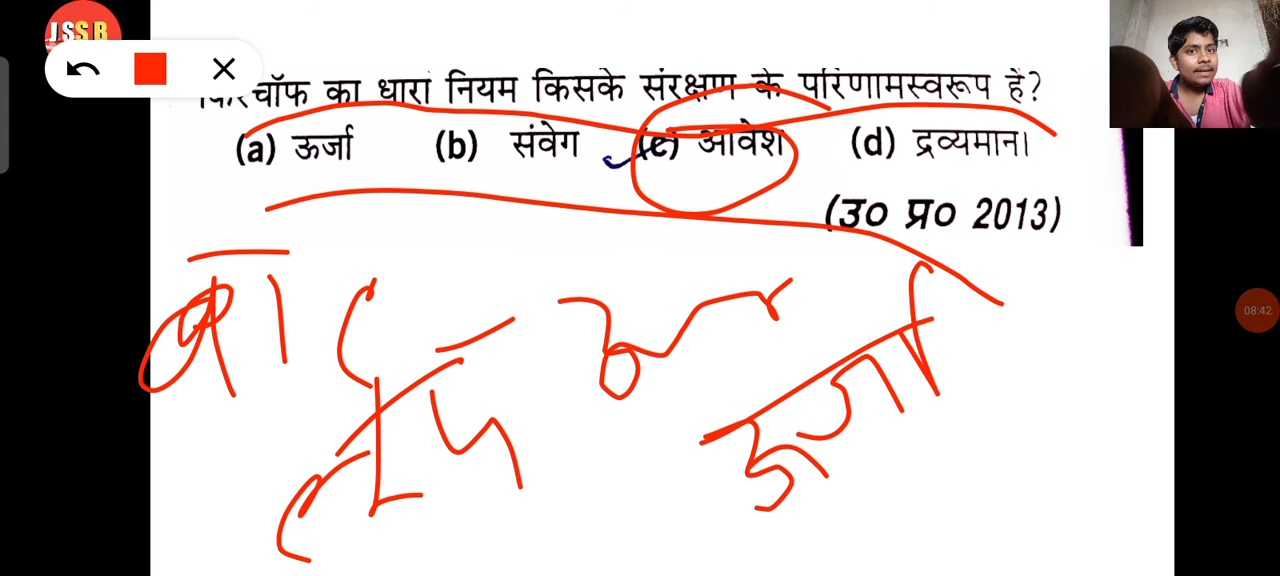 JSSB
किरचॉफ का धारा नियम किसके संरक्षण के परिणामस्वरूप है?
(a) ऊर्जा (b) संवेग (c) आवेश (d) द्रव्यमान।
(उ० प्र० 2013)
ऊर्जा
08:42